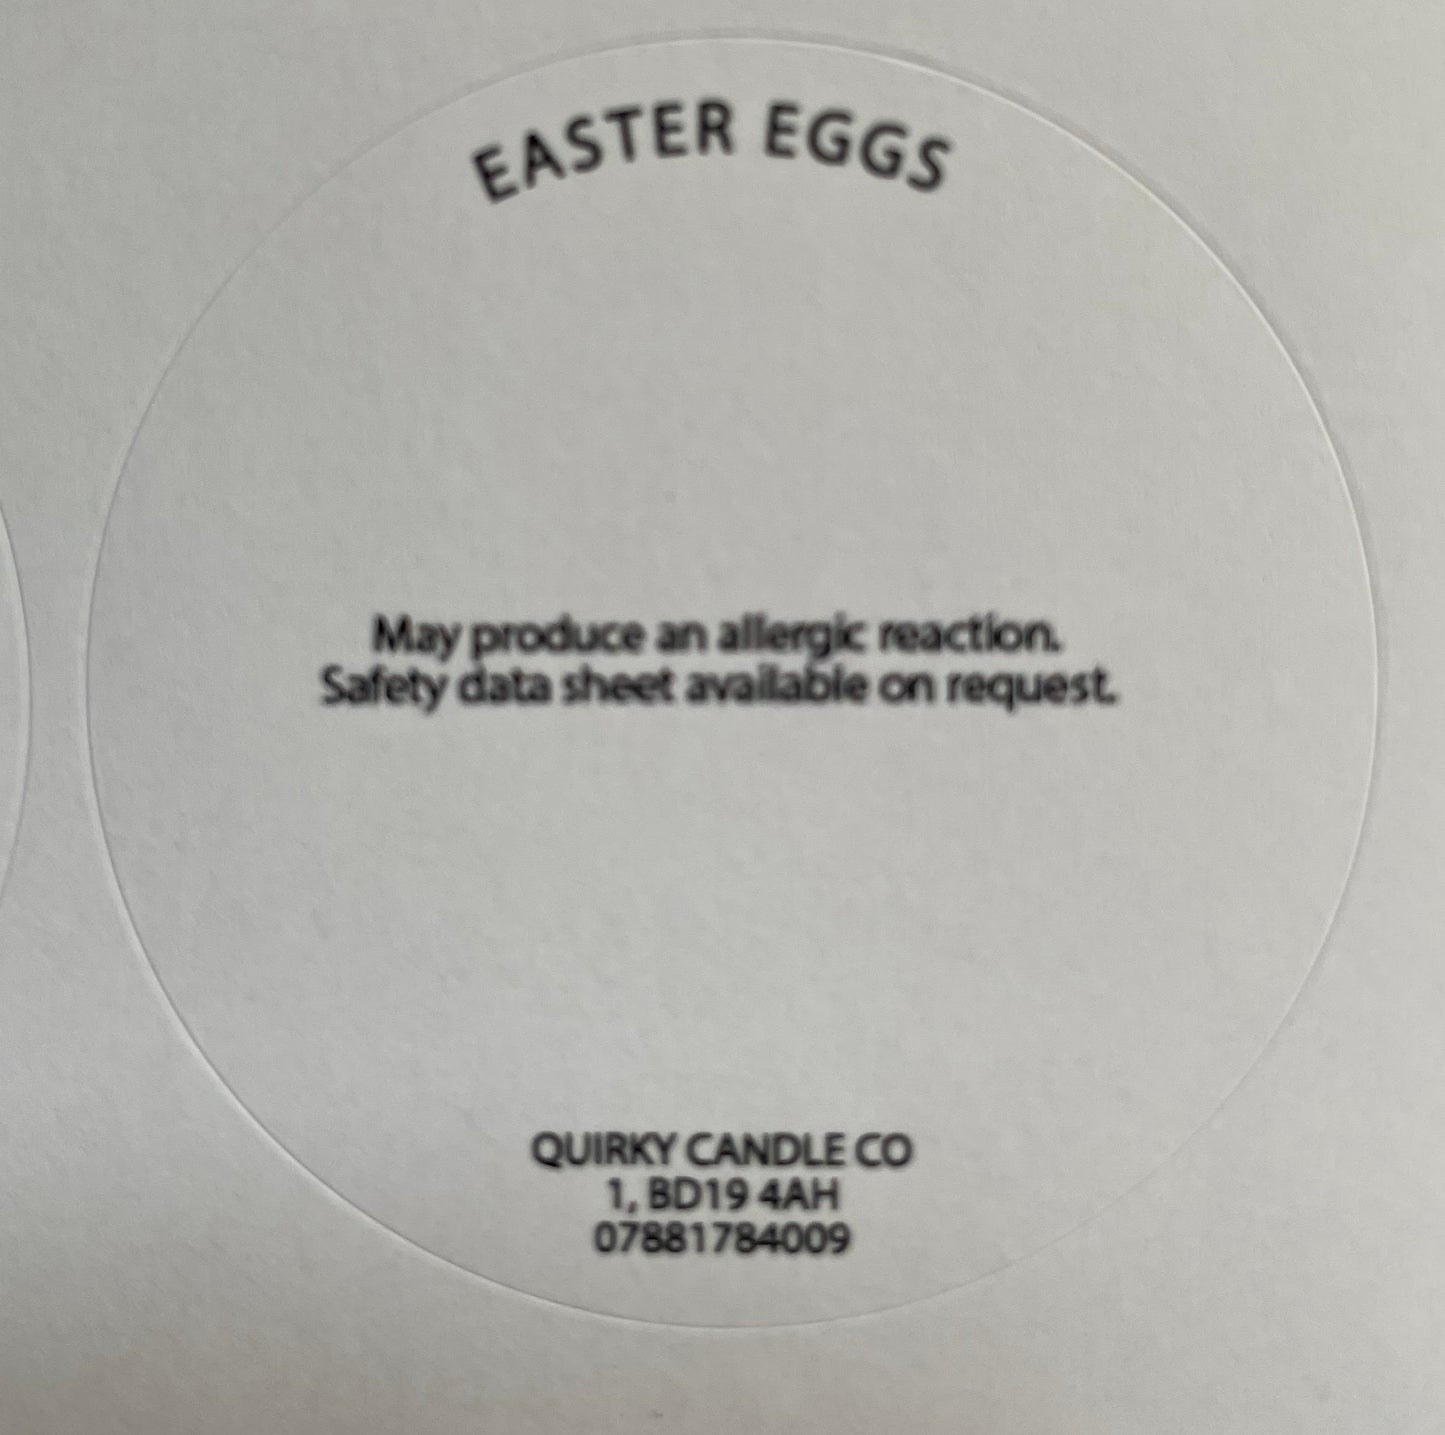 EASTER EGGS
May produce an allergic reaction.
Safety data sheet available on request.
QUIRKY CANDLE CO
1, BD19 4AH
07881784009